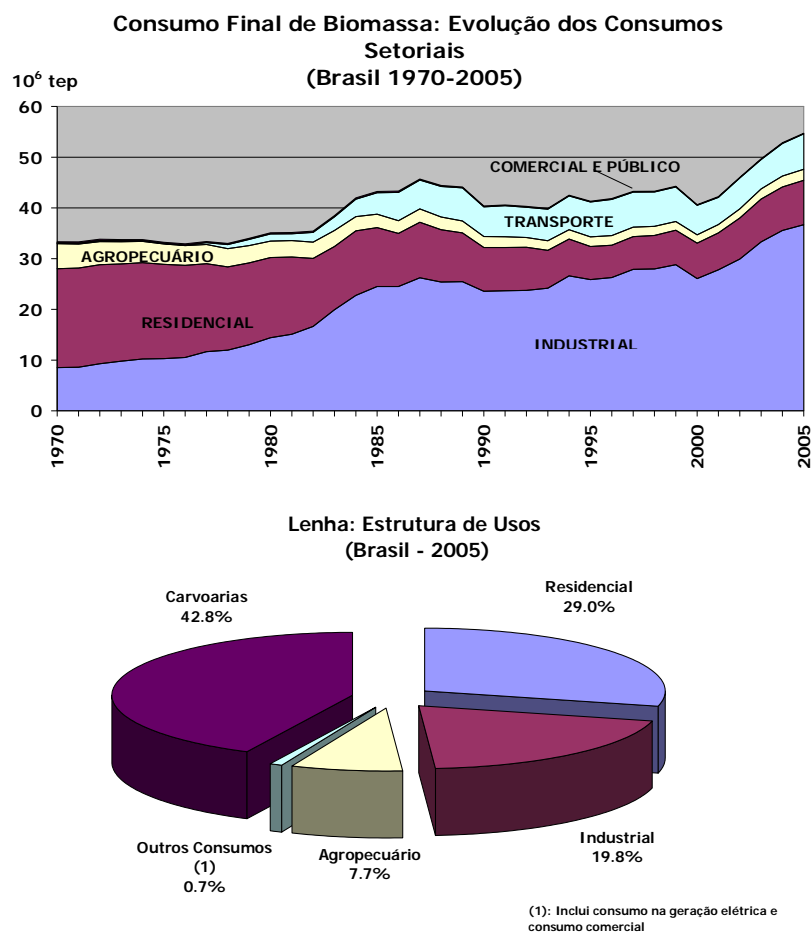 Consumo Final de Biomassa: Evolução dos Consumos
Setoriais
(Brasil 1970-2005)
10⁶ tep
60
50
40
30
20
10
0
COMERCIAL E PÚBLICO
TRANSPORTE
AGROPECUÁRIO
RESIDENCIAL
INDUSTRIAL
1970
1975
1980
1985
1990
1995
2000
2005
Lenha: Estrutura de Usos
(Brasil - 2005)
Carvoarias
42.8%
Residencial
29.0%
Outros Consumos
(1)
0.7%
Agropecuário
7.7%
Industrial
19.8%
(1): Inclui consumo na geração elétrica e
consumo comercial